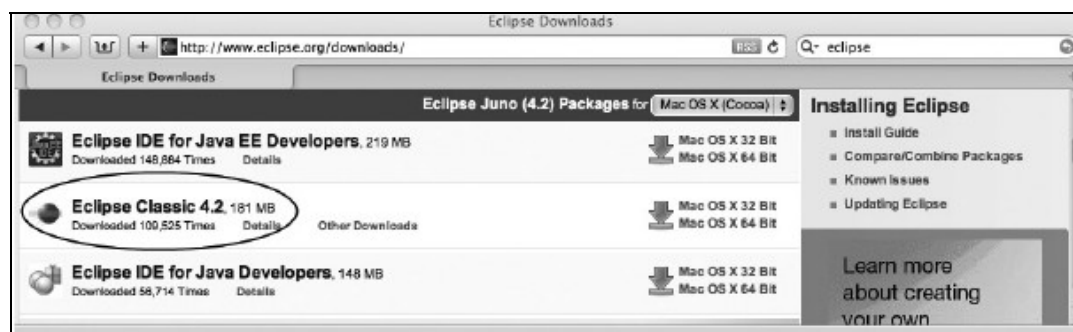 Eclipse Downloads
http://www.eclipse.org/downloads/
RSS
eclipse
Eclipse Downloads
Eclipse Juno (4.2) Packages for Mac OS X (Cocoa)
Eclipse IDE for Java EE Developers, 219 MB
Downloaded 148,884 Times Details
Mac OS X 32 Bit
Mac OS X 64 Bit
Eclipse Classic 4.2, 181 MB
Downloaded 109,525 Times Details Other Downloads
Mac OS X 32 Bit
Mac OS X 64 Bit
Eclipse IDE for Java Developers, 148 MB
Downloaded 58,714 Times Details
Mac OS X 32 Bit
Mac OS X 64 Bit
Installing Eclipse
Install Guide
Compare/Combine Packages
Known Issues
Updating Eclipse
Learn more
about creating
your own